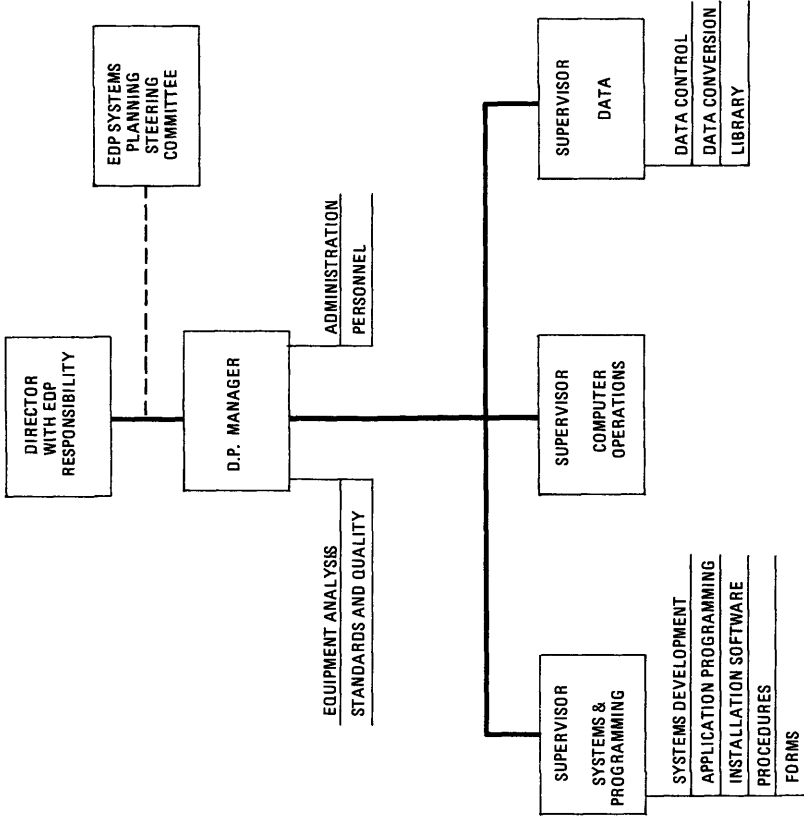 DIRECTOR
WITH EDP
RESPONSIBILITY
EDP SYSTEMS
PLANNING
STEERING
COMMITTEE
D.P. MANAGER
EQUIPMENT ANALYSIS
STANDARDS AND QUALITY
ADMINISTRATION
PERSONNEL
SUPERVISOR
SYSTEMS &
PROGRAMMING
SYSTEMS DEVELOPMENT
APPLICATION PROGRAMMING
INSTALLATION SOFTWARE
PROCEDURES
FORMS
SUPERVISOR
COMPUTER
OPERATIONS
SUPERVISOR
DATA
DATA CONTROL
DATA CONVERSION
LIBRARY